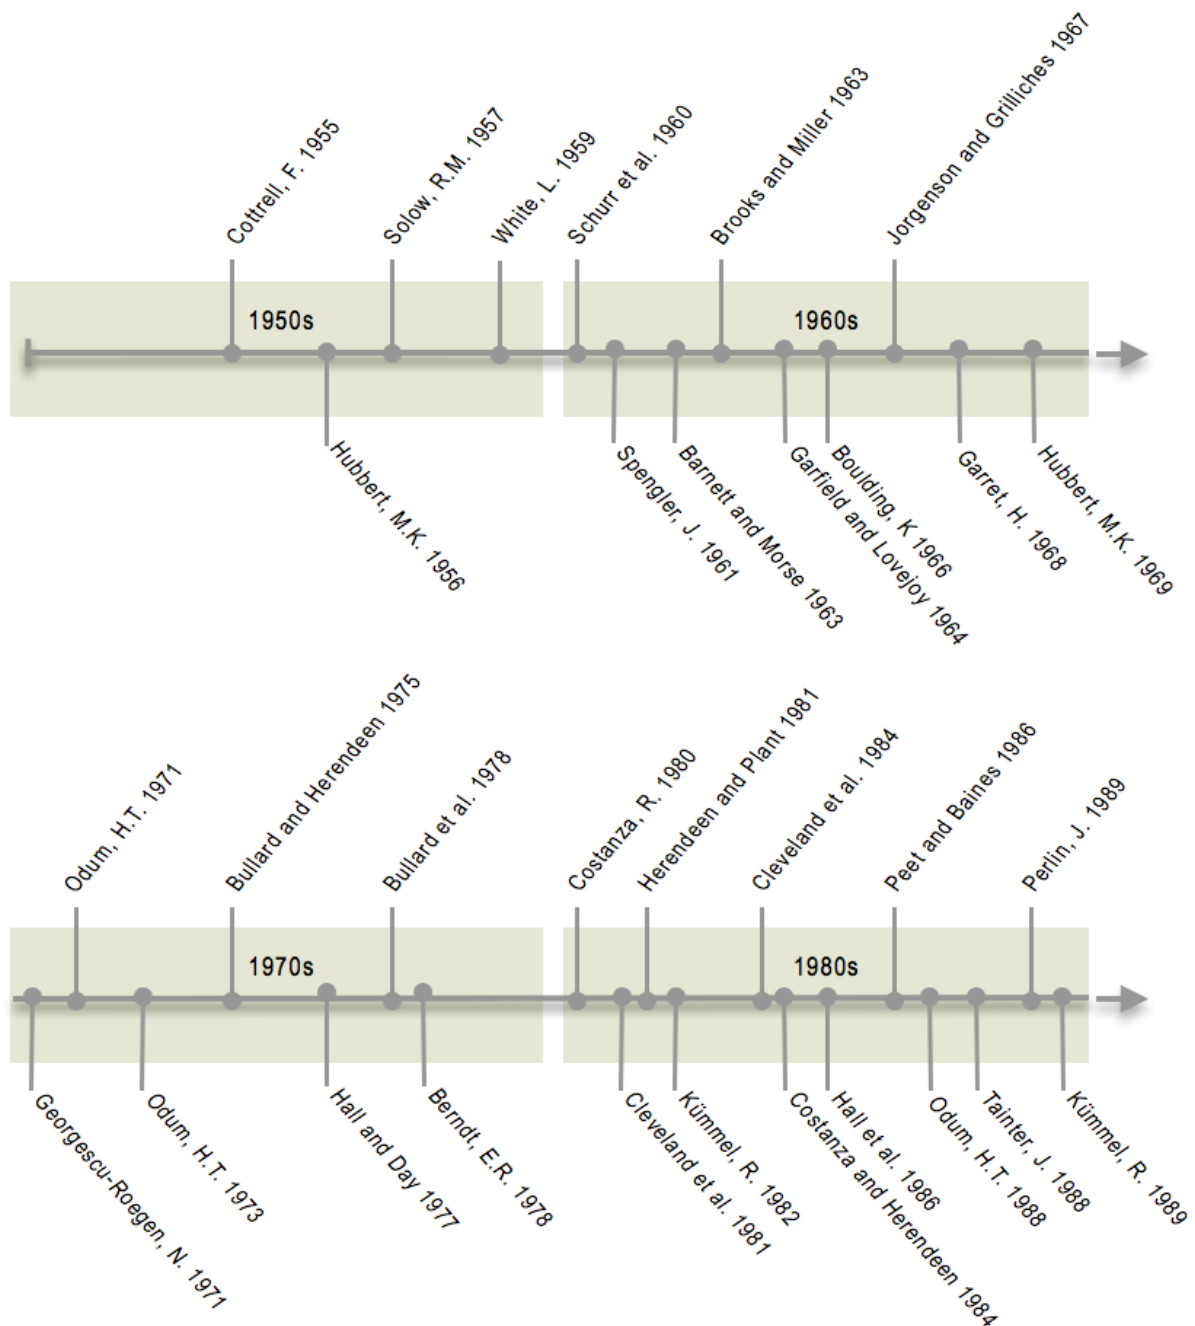 Cottrell, F. 1955
Solow, R.M. 1957
White, L. 1959
Schurr et al. 1960
Brooks and Miller 1963
Jorgenson and Grilliches 1967
1950s
1960s
Hubbert, M.K. 1956
Spengler, J. 1961
Barnett and Morse 1963
Garfield and Lovejoy 1964
Boulding, K 1966
Garret, H. 1968
Hubbert, M.K. 1969
Odum, H.T. 1971
Bullard and Herendeen 1975
Bullard et al. 1978
Costanza, R. 1980
Herendeen and Plant 1981
Cleveland et al. 1984
Peet and Baines 1986
Perlin, J. 1989
1970s
1980s
Georgescu-Roegen, N. 1971
Odum, H.T. 1973
Hall and Day 1977
Berndt, E.R. 1978
Cleveland et al. 1981
Kümmel, R. 1982
Costanza and Herendeen 1984
Hall et al. 1986
Odum, H.T. 1988
Tainter, J. 1988
Kümmel, R. 1989